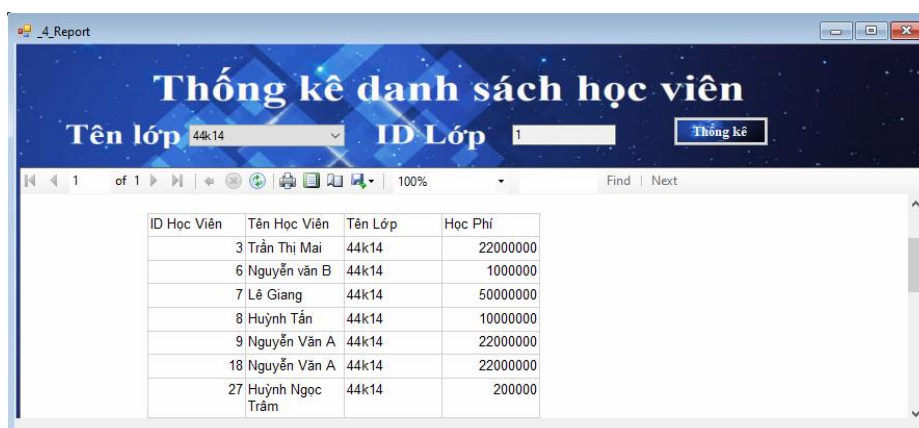 _4_Report
Thống kê danh sách học viên
Tên lớp 44k14 ID Lớp 1 Thống kê
1 of 1 100% Find | Next
ID Học Viên Tên Học Viên Tên Lớp Học Phí
3 Trần Thị Mai 44k14 22000000
6 Nguyễn văn B 44k14 1000000
7 Lê Giang 44k14 50000000
8 Huỳnh Tấn 44k14 10000000
9 Nguyễn Văn A 44k14 22000000
18 Nguyễn Văn A 44k14 22000000
27 Huỳnh Ngọc 44k14 200000
Trâm